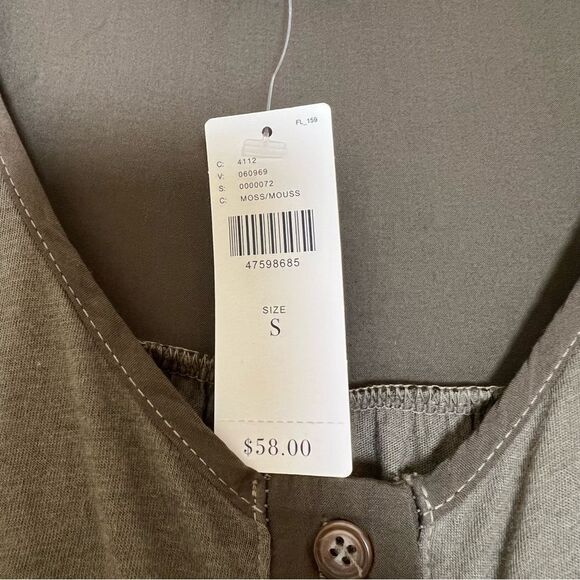 FL_159
C: 4112
V: 060969
S: 0000072
C: MOSS/MOUSS
47598685
SIZE
S
$58.00